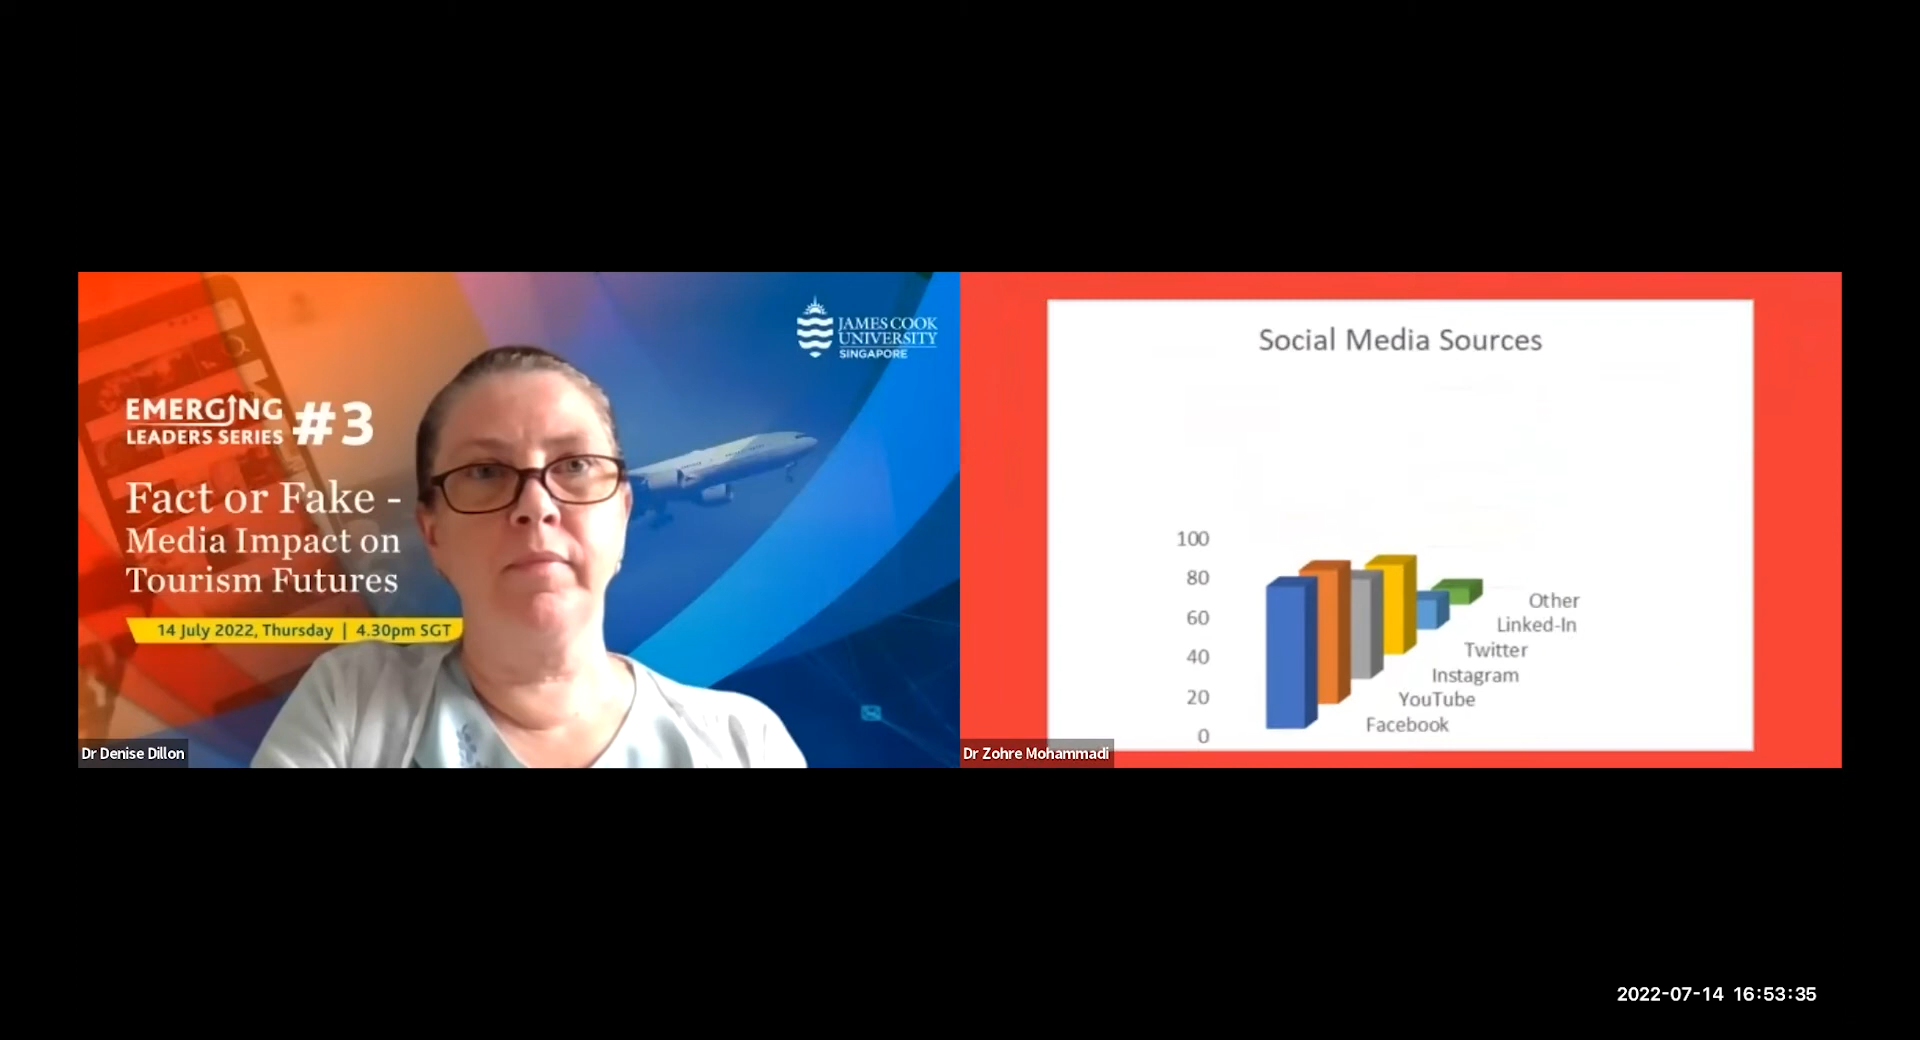 JAMES COOK
UNIVERSITY
SINGAPORE
EMERGING
LEADERS SERIES
#3
Fact or Fake -
Media Impact on
Tourism Futures
14 July 2022, Thursday | 4.30pm SGT
Dr Denise Dillon
Social Media Sources
100
80
60
40
20
0
Other
Linked-In
Twitter
Instagram
YouTube
Facebook
Dr Zohre Mohammadi
2022-07-14 16:53:35